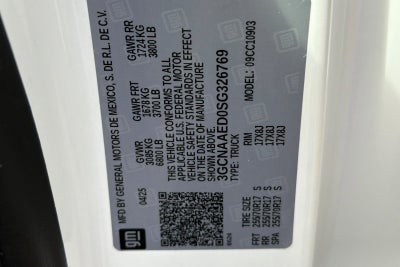 MFD BY GENERAL MOTORS DE MEXICO, S. DE R.L. DE C.V.
04/25 GVWR GAWR FRT GAWR RR
3085 KG 1678 KG 1724 KG
6800 LB 3700 LB 3800 LB
THIS VEHICLE CONFORMS TO ALL
APPLICABLE U.S. FEDERAL MOTOR
VEHICLE SAFETY STANDARDS IN EFFECT
ON THE DATE OF MANUFACTURE
3GCNAAED0SG326769
TYPE: TRUCK 09CC10903
TIRE SIZE RIM
FRT 255/70R17 S 17X8J
RR 255/70R17 S 17X8J
SPA 255/70R17 S 17X8J
gm